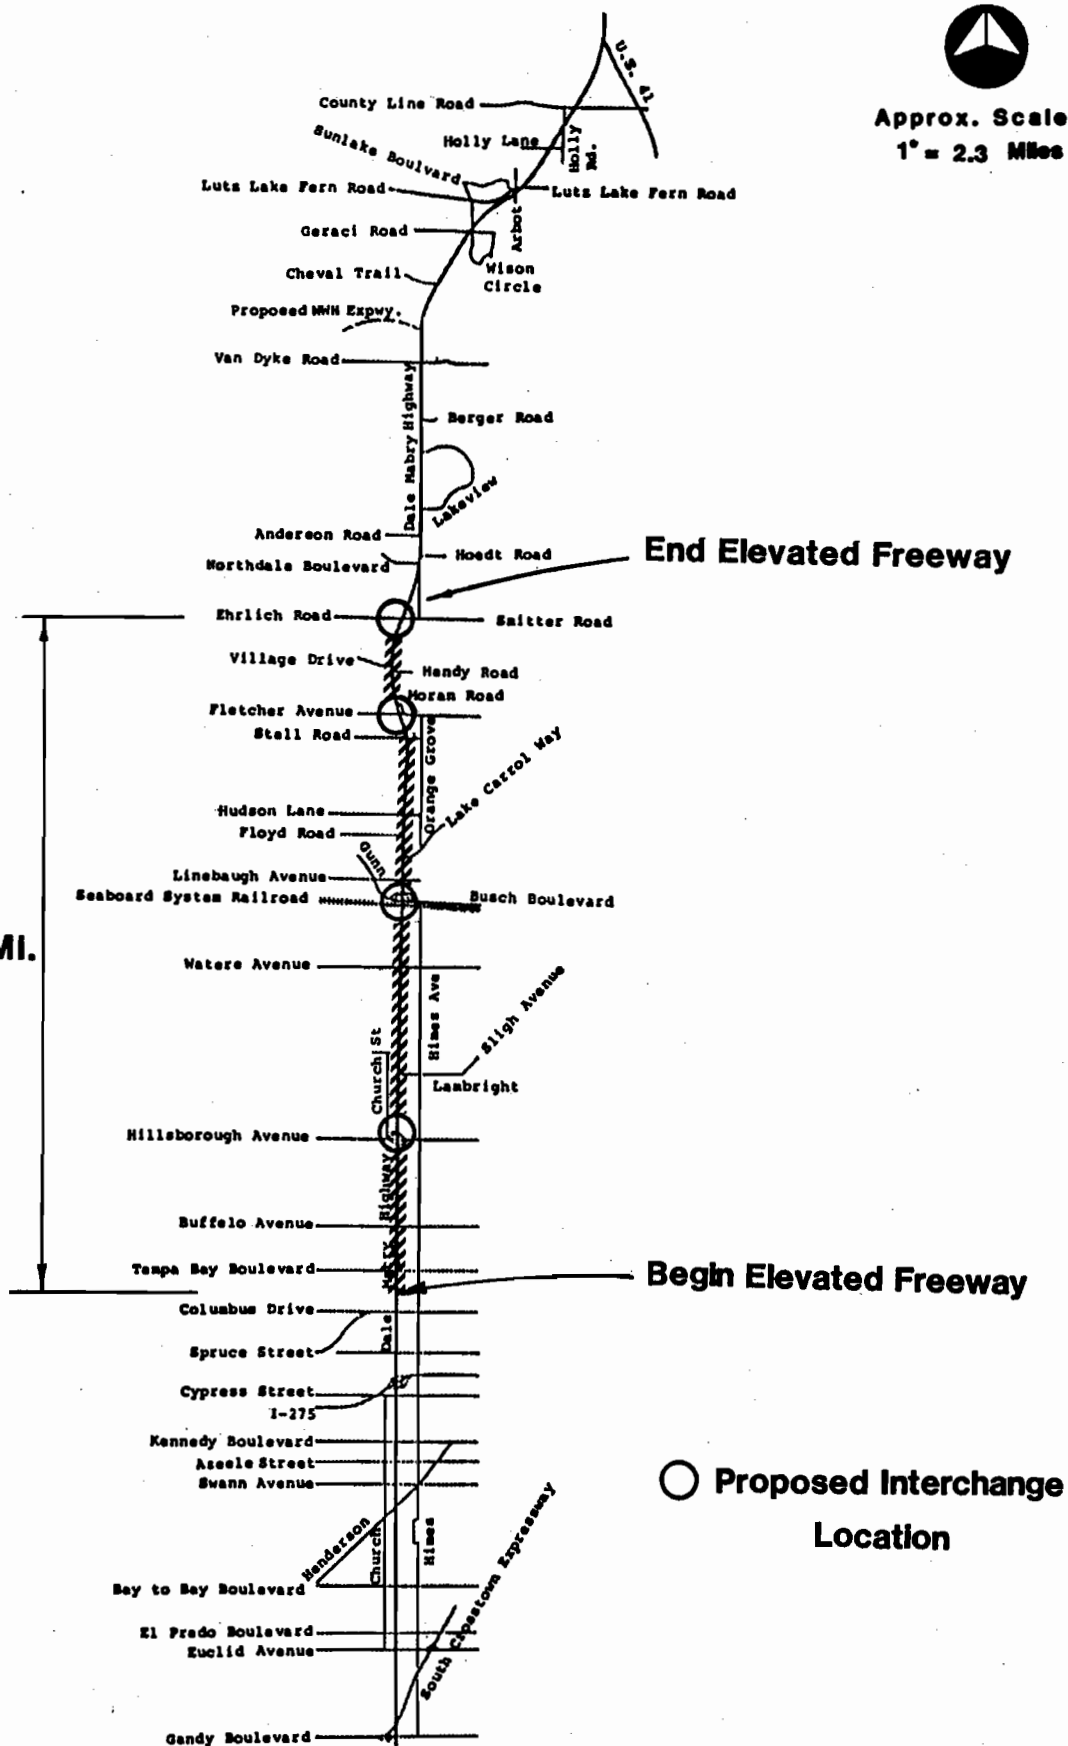 U.S. 41
Approx. Scale
1" = 2.3 Miles
County Line Road
Holly Lane
Holly Rd.
Sunlake Boulvard
Luts Lake Fern Road
Luts Lake Fern Road
Arbot
Geraci Road
Wison
Circle
Cheval Trail
Proposed NWH Expwy.
Van Dyke Road
Dale Mabry Highway
Berger Road
Lakeview
Anderson Road
Hoedt Road
Northdale Boulevard
End Elevated Freeway
Ehrlich Road
Smitter Road
Village Drive
Handy Road
Moran Road
Fletcher Avenue
Stall Road
Orange Grove
Lake Carrol Way
Hudson Lane
Floyd Road
Gunn
Linebaugh Avenue
Seaboard System Railroad
Busch Boulevard
Mi.
Waters Avenue
Himes Ave
Sligh Avenue
Church St
Lambright
Hillsborough Avenue
Highway
Buffelo Avenue
Tampa Bay Boulevard
Begin Elevated Freeway
Columbus Drive
Dale
Spruce Street
Cypress Street
I-275
Kennedy Boulevard
Azeele Street
Swann Avenue
Proposed Interchange
Location
Henderson
Church
Himes
South Crosstown Expressway
Bay to Bay Boulevard
El Prado Boulevard
Euclid Avenue
Gandy Boulevard